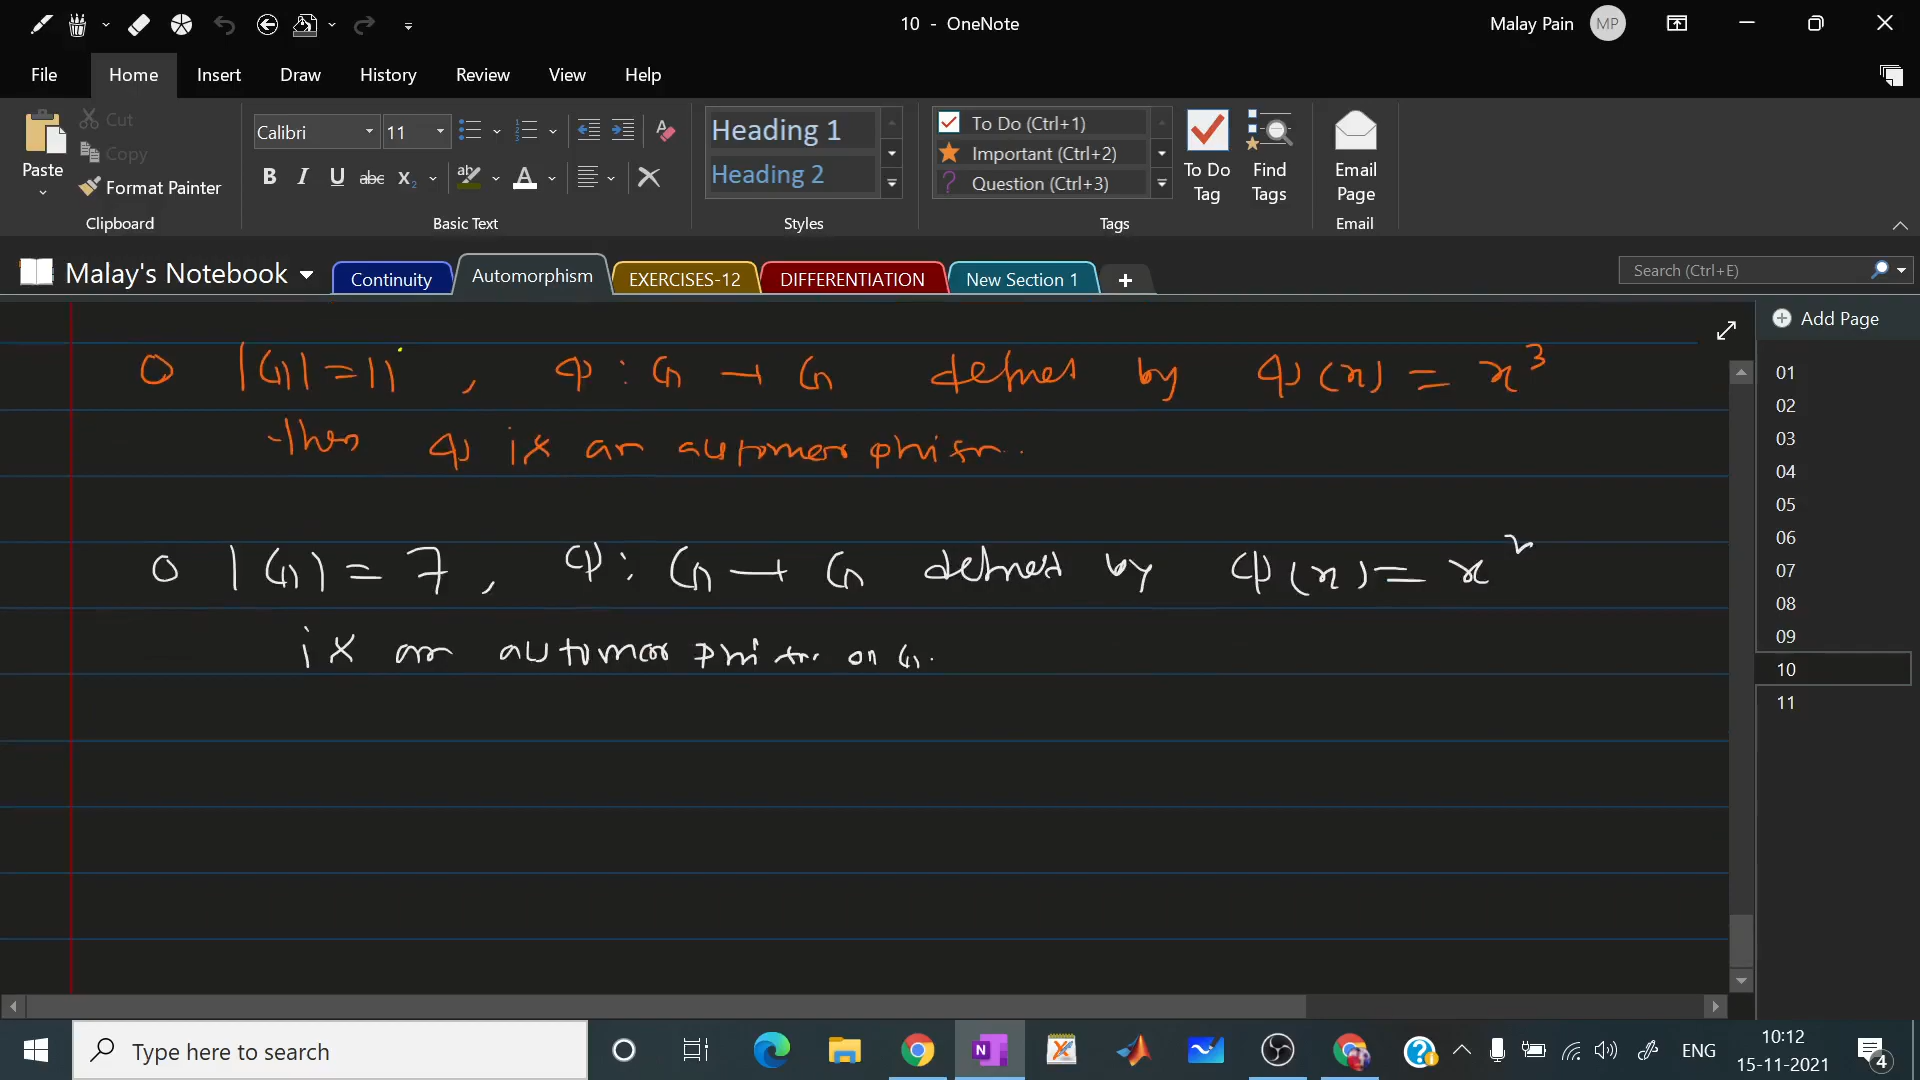 10 - OneNote
Malay Pain MP
File Home Insert Draw History Review View Help
Paste
Cut
Copy
Format Painter
Clipboard
Calibri 11
B I U abc X₂ ab A
Basic Text
Heading 1
Heading 2
Styles
To Do (Ctrl+1)
Important (Ctrl+2)
Question (Ctrl+3)
To Do Tag
Find Tags
Tags
Email Page
Email
Malay's Notebook Continuity Automorphism EXERCISES-12 DIFFERENTIATION New Section 1 +
Search (Ctrl+E)
Add Page
01
02
03
04
05
06
07
08
09
10
11
○ |G| = 11 , φ : G → G defined by φ(x) = x³
then φ is an automorphism.
○ |G| = 7 , φ : G → G defined by φ(x) = x²
is an automorphism on G.
Type here to search
ENG
10:12
15-11-2021
4